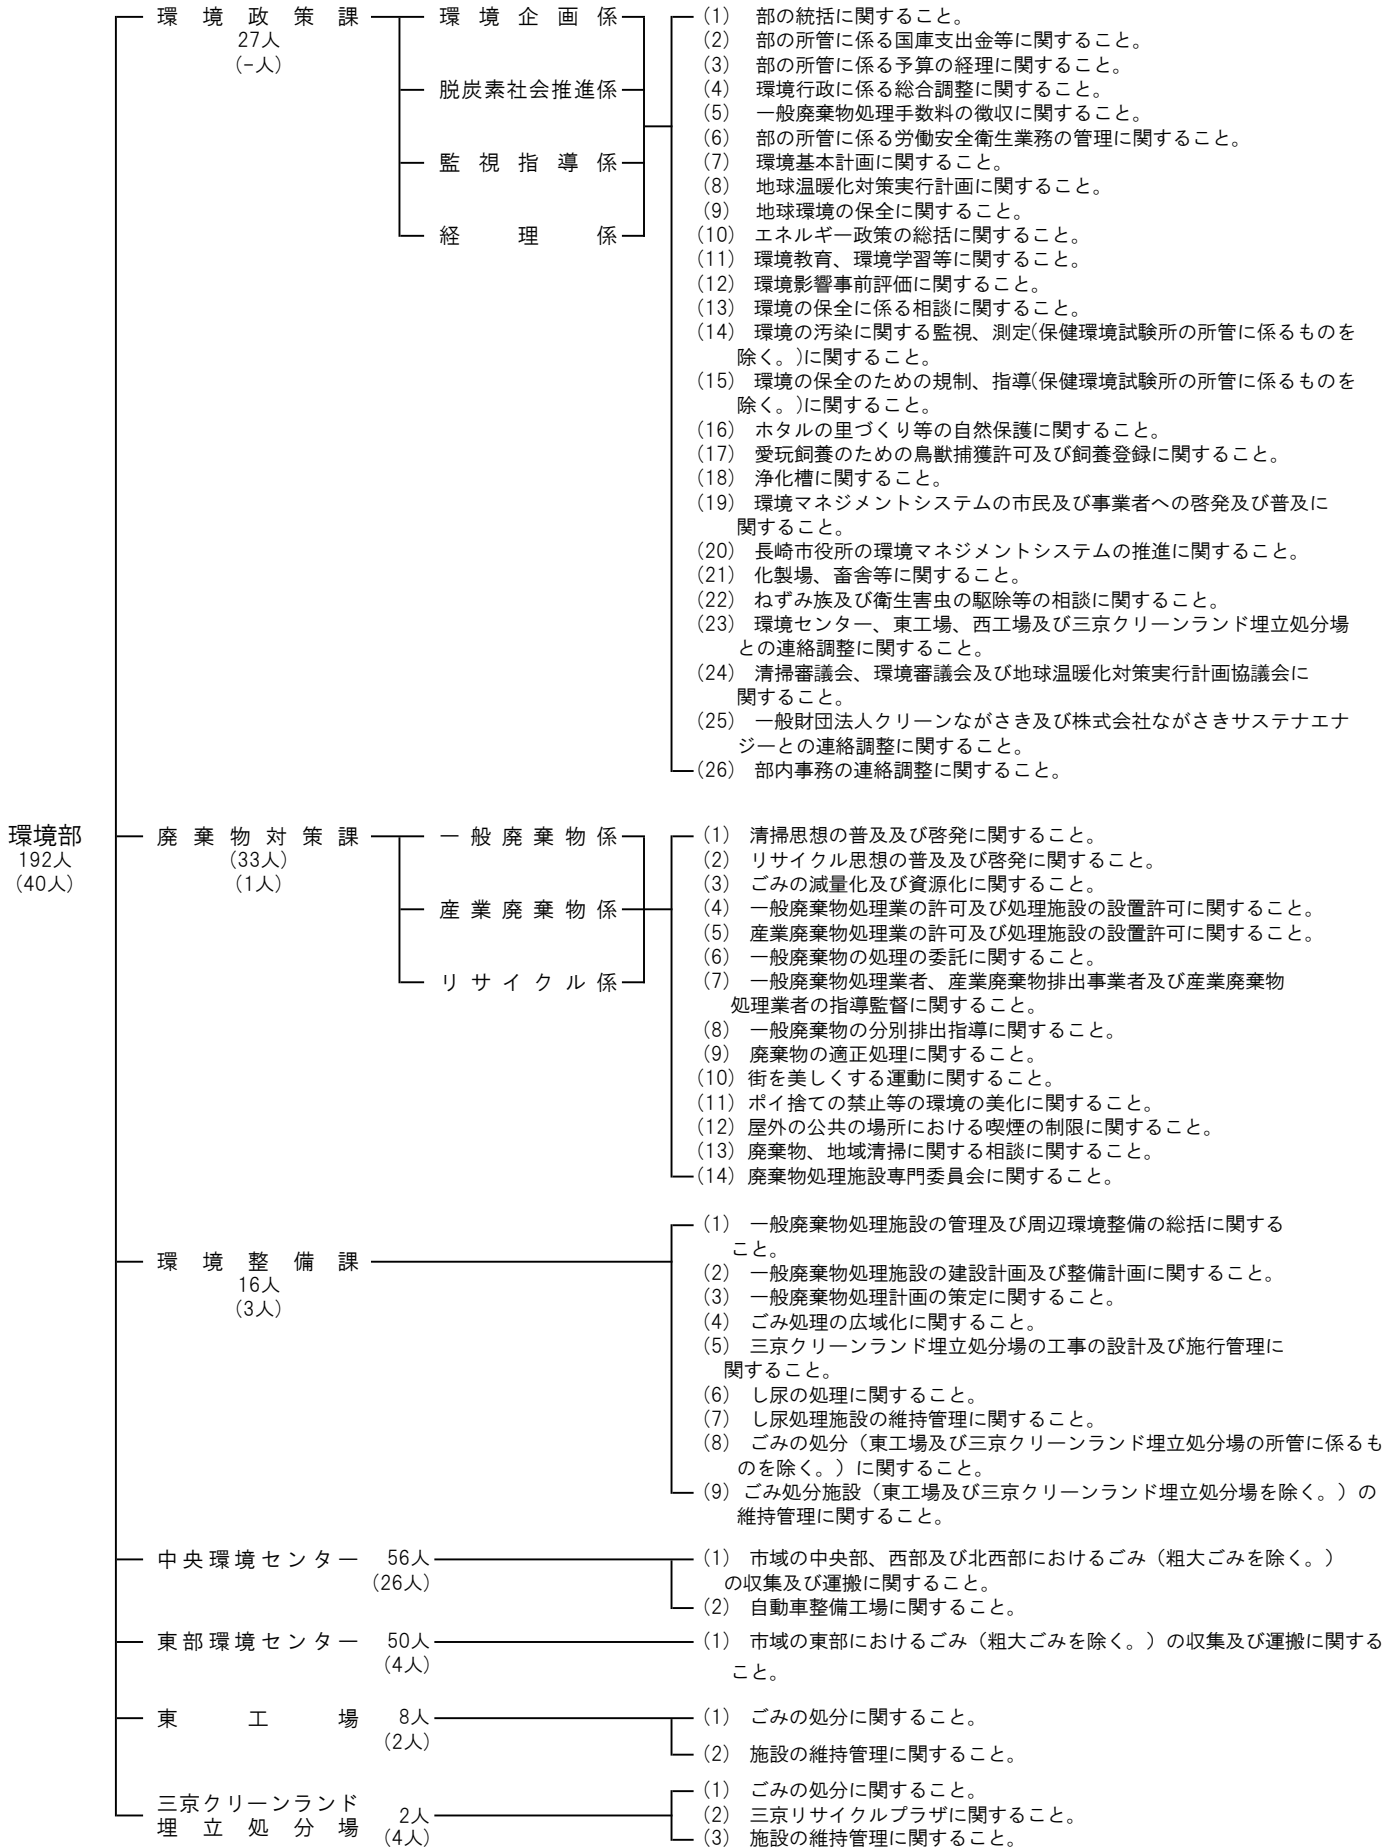 環境部
192人
(40人)
環境政策課
27人
(-人)
環境企画係
脱炭素社会推進係
監視指導係
経理係
(1) 部の統括に関すること。
(2) 部の所管に係る国庫支出金等に関すること。
(3) 部の所管に係る予算の経理に関すること。
(4) 環境行政に係る総合調整に関すること。
(5) 一般廃棄物処理手数料の徴収に関すること。
(6) 部の所管に係る労働安全衛生業務の管理に関すること。
(7) 環境基本計画に関すること。
(8) 地球温暖化対策実行計画に関すること。
(9) 地球環境の保全に関すること。
(10) エネルギー政策の総括に関すること。
(11) 環境教育、環境学習等に関すること。
(12) 環境影響事前評価に関すること。
(13) 環境の保全に係る相談に関すること。
(14) 環境の汚染に関する監視、測定(保健環境試験所の所管に係るものを
除く。)に関すること。
(15) 環境の保全のための規制、指導(保健環境試験所の所管に係るものを
除く。)に関すること。
(16) ホタルの里づくり等の自然保護に関すること。
(17) 愛玩飼養のための鳥獣捕獲許可及び飼養登録に関すること。
(18) 浄化槽に関すること。
(19) 環境マネジメントシステムの市民及び事業者への啓発及び普及に
関すること。
(20) 長崎市役所の環境マネジメントシステムの推進に関すること。
(21) 化製場、畜舎等に関すること。
(22) ねずみ族及び衛生害虫の駆除等の相談に関すること。
(23) 環境センター、東工場、西工場及び三京クリーンランド埋立処分場
との連絡調整に関すること。
(24) 清掃審議会、環境審議会及び地球温暖化対策実行計画協議会に
関すること。
(25) 一般財団法人クリーンながさき及び株式会社ながさきサステナエナ
ジーとの連絡調整に関すること。
(26) 部内事務の連絡調整に関すること。
廃棄物対策課
(33人)
(1人)
一般廃棄物係
産業廃棄物係
リサイクル係
(1) 清掃思想の普及及び啓発に関すること。
(2) リサイクル思想の普及及び啓発に関すること。
(3) ごみの減量化及び資源化に関すること。
(4) 一般廃棄物処理業の許可及び処理施設の設置許可に関すること。
(5) 産業廃棄物処理業の許可及び処理施設の設置許可に関すること。
(6) 一般廃棄物の処理の委託に関すること。
(7) 一般廃棄物処理業者、産業廃棄物排出事業者及び産業廃棄物
処理業者の指導監督に関すること。
(8) 一般廃棄物の分別排出指導に関すること。
(9) 廃棄物の適正処理に関すること。
(10) 街を美しくする運動に関すること。
(11) ポイ捨ての禁止等の環境の美化に関すること。
(12) 屋外の公共の場所における喫煙の制限に関すること。
(13) 廃棄物、地域清掃に関する相談に関すること。
(14) 廃棄物処理施設専門委員会に関すること。
環境整備課
16人
(3人)
(1) 一般廃棄物処理施設の管理及び周辺環境整備の総括に関する
こと。
(2) 一般廃棄物処理施設の建設計画及び整備計画に関すること。
(3) 一般廃棄物処理計画の策定に関すること。
(4) ごみ処理の広域化に関すること。
(5) 三京クリーンランド埋立処分場の工事の設計及び施行管理に
関すること。
(6) し尿の処理に関すること。
(7) し尿処理施設の維持管理に関すること。
(8) ごみの処分（東工場及び三京クリーンランド埋立処分場の所管に係るも
のを除く。）に関すること。
(9) ごみ処分施設（東工場及び三京クリーンランド埋立処分場を除く。）の
維持管理に関すること。
中央環境センター 56人
(26人)
(1) 市域の中央部、西部及び北西部におけるごみ（粗大ごみを除く。）
の収集及び運搬に関すること。
(2) 自動車整備工場に関すること。
東部環境センター 50人
(4人)
(1) 市域の東部におけるごみ（粗大ごみを除く。）の収集及び運搬に関する
こと。
東工場 8人
(2人)
(1) ごみの処分に関すること。
(2) 施設の維持管理に関すること。
三京クリーンランド
埋立処分場 2人
(4人)
(1) ごみの処分に関すること。
(2) 三京リサイクルプラザに関すること。
(3) 施設の維持管理に関すること。